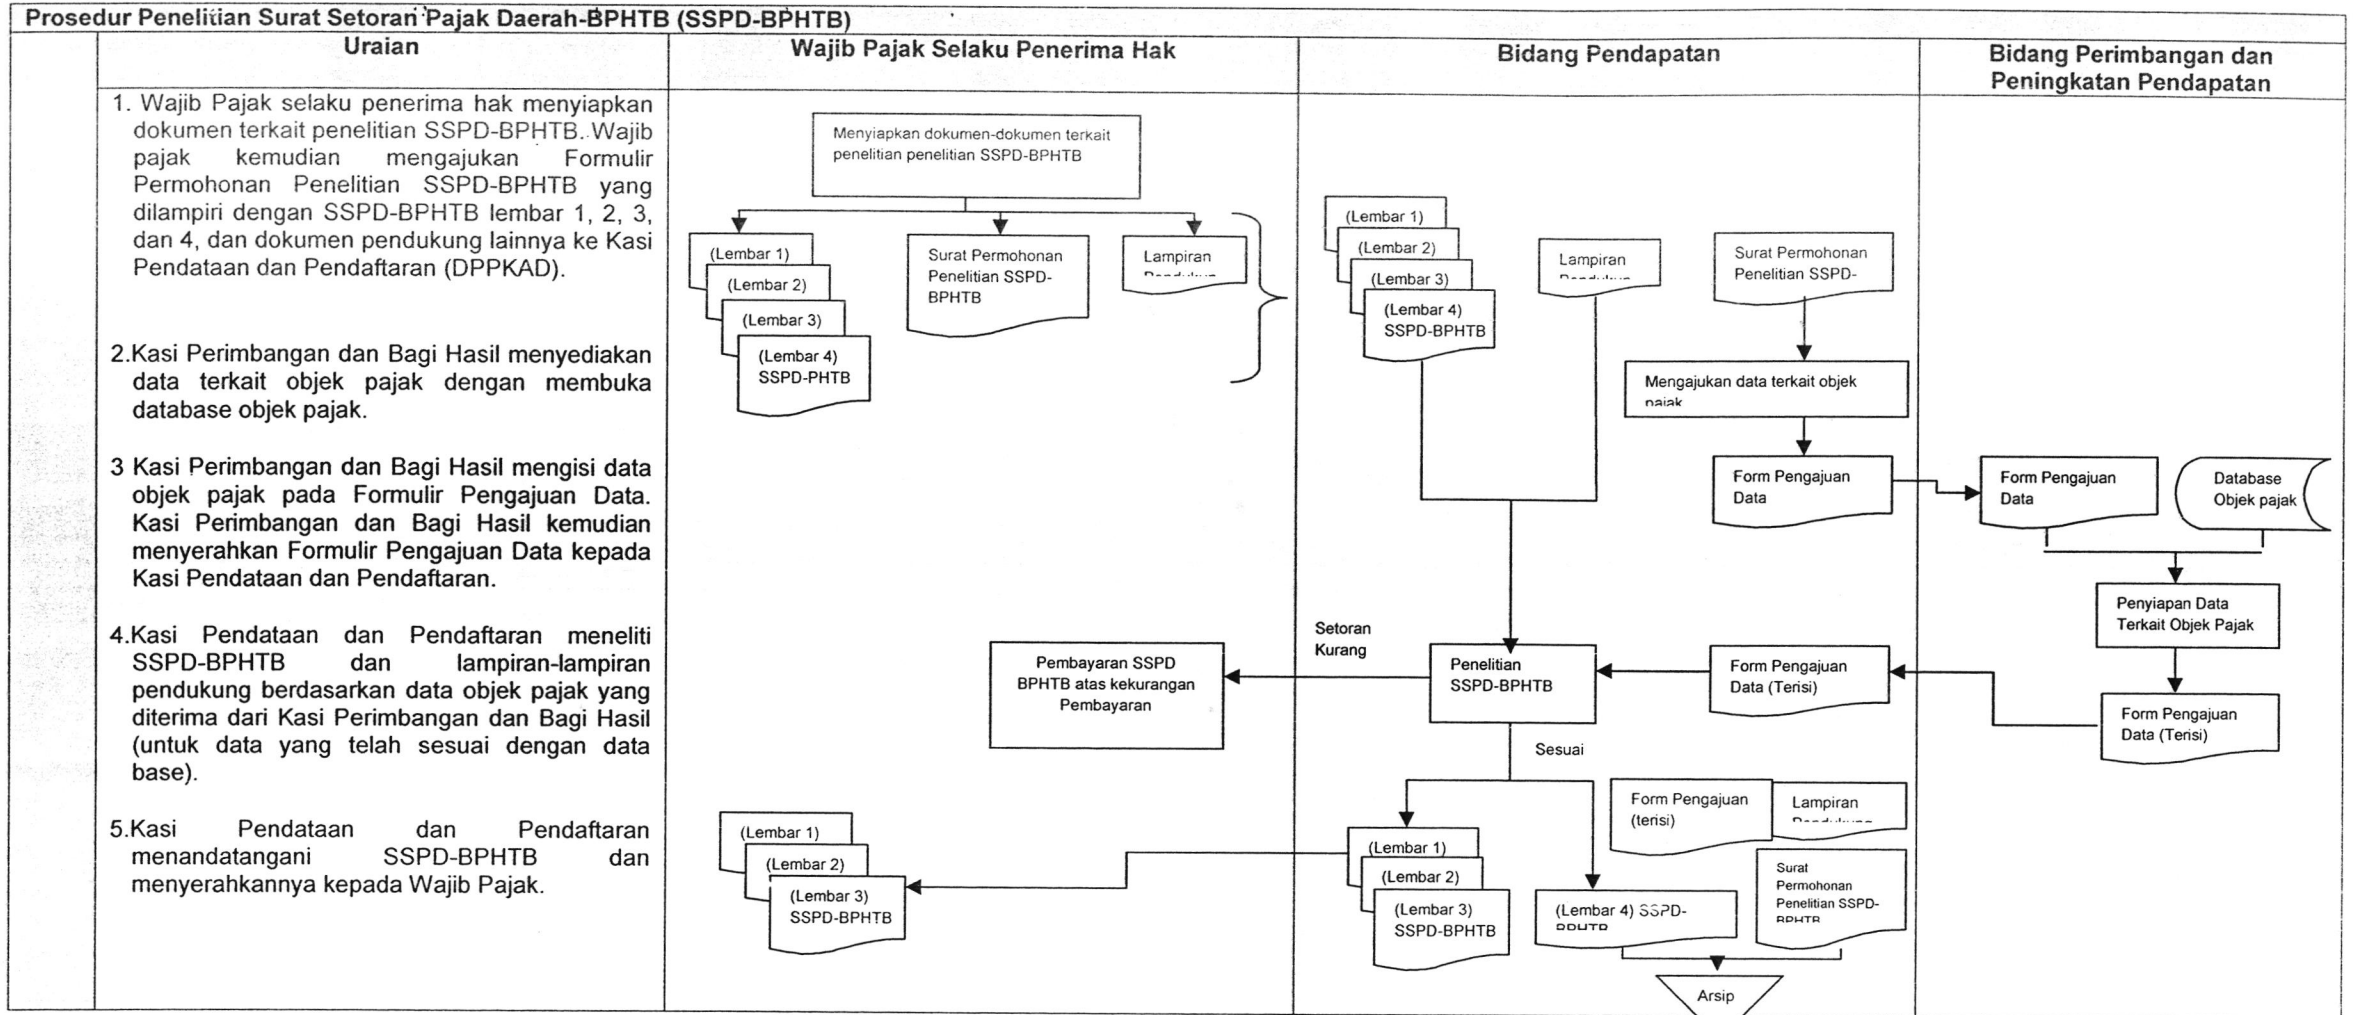 Prosedur Penelitian Surat Setoran Pajak Daerah-BPHTB (SSPD-BPHTB)
Uraian
Wajib Pajak Selaku Penerima Hak
Bidang Pendapatan
Bidang Perimbangan dan
Peningkatan Pendapatan
1. Wajib Pajak selaku penerima hak menyiapkan
dokumen terkait penelitian SSPD-BPHTB. Wajib
pajak kemudian mengajukan Formulir
Permohonan Penelitian SSPD-BPHTB yang
dilampiri dengan SSPD-BPHTB lembar 1, 2, 3,
dan 4, dan dokumen pendukung lainnya ke Kasi
Pendataan dan Pendaftaran (DPPKAD).
2.Kasi Perimbangan dan Bagi Hasil menyediakan
data terkait objek pajak dengan membuka
database objek pajak.
3 Kasi Perimbangan dan Bagi Hasil mengisi data
objek pajak pada Formulir Pengajuan Data.
Kasi Perimbangan dan Bagi Hasil kemudian
menyerahkan Formulir Pengajuan Data kepada
Kasi Pendataan dan Pendaftaran.
4.Kasi Pendataan dan Pendaftaran meneliti
SSPD-BPHTB dan lampiran-lampiran
pendukung berdasarkan data objek pajak yang
diterima dari Kasi Perimbangan dan Bagi Hasil
(untuk data yang telah sesuai dengan data
base).
5.Kasi Pendataan dan Pendaftaran
menandatangani SSPD-BPHTB dan
menyerahkannya kepada Wajib Pajak.
Menyiapkan dokumen-dokumen terkait
penelitian penelitian SSPD-BPHTB
(Lembar 1)
(Lembar 2)
(Lembar 3)
(Lembar 4)
SSPD-PHTB
Surat Permohonan
Penelitian SSPD-
BPHTB
Lampiran
Pembayaran SSPD
BPHTB atas kekurangan
Pembayaran
(Lembar 1)
(Lembar 2)
(Lembar 3)
SSPD-BPHTB
(Lembar 1)
(Lembar 2)
(Lembar 3)
(Lembar 4)
SSPD-BPHTB
Lampiran
Surat Permohonan
Penelitian SSPD-
Mengajukan data terkait objek
pajak
Form Pengajuan
Data
Setoran
Kurang
Penelitian
SSPD-BPHTB
Form Pengajuan
Data (Terisi)
Sesuai
(Lembar 1)
(Lembar 2)
(Lembar 3)
SSPD-BPHTB
Form Pengajuan
(terisi)
Lampiran
(Lembar 4) SSPD-
BPHTB
Surat
Permohonan
Penelitian SSPD-
BPHTB
Arsip
Form Pengajuan
Data
Database
Objek pajak
Penyiapan Data
Terkait Objek Pajak
Form Pengajuan
Data (Terisi)